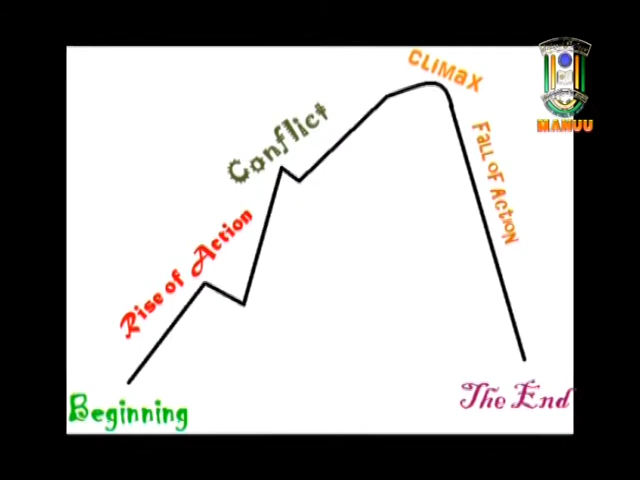 CLIMax
MANUU
Conflict
Fall of Action
Rise of Action
Beginning
The End